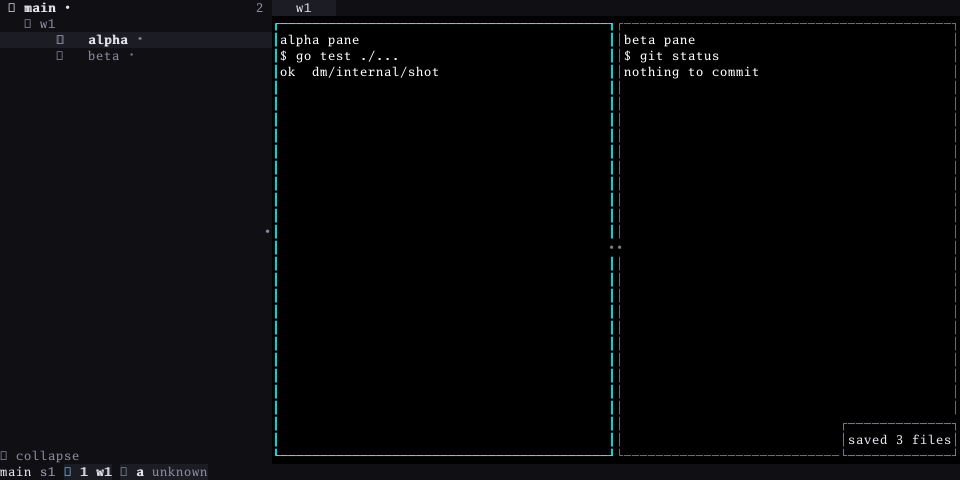 main • 2
w1
alpha
beta
collapse
main s1 1 w1 a unknown
w1
alpha pane
$ go test ./...
ok  dm/internal/shot
beta pane
$ git status
nothing to commit
saved 3 files